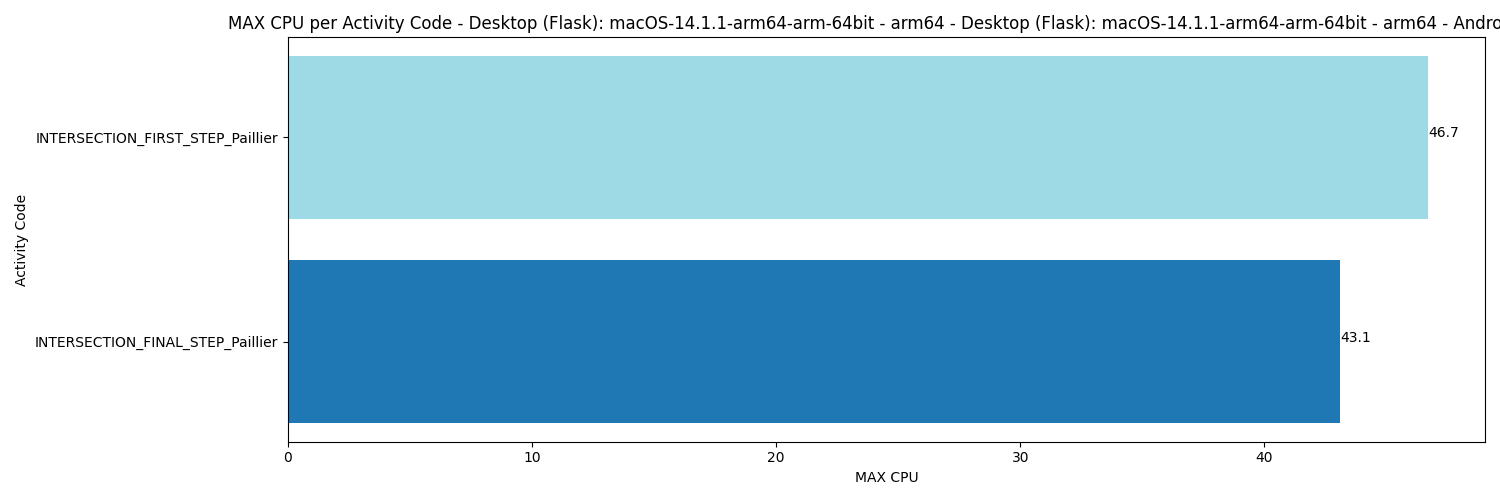 MAX CPU per Activity Code - Desktop (Flask): macOS-14.1.1-arm64-arm-64bit - arm64 - Desktop (Flask): macOS-14.1.1-arm64-arm-64bit - arm64 - Andro
INTERSECTION_FIRST_STEP_Paillier
46.7
Activity Code
INTERSECTION_FINAL_STEP_Paillier
43.1
0 10 20 30 40
MAX CPU